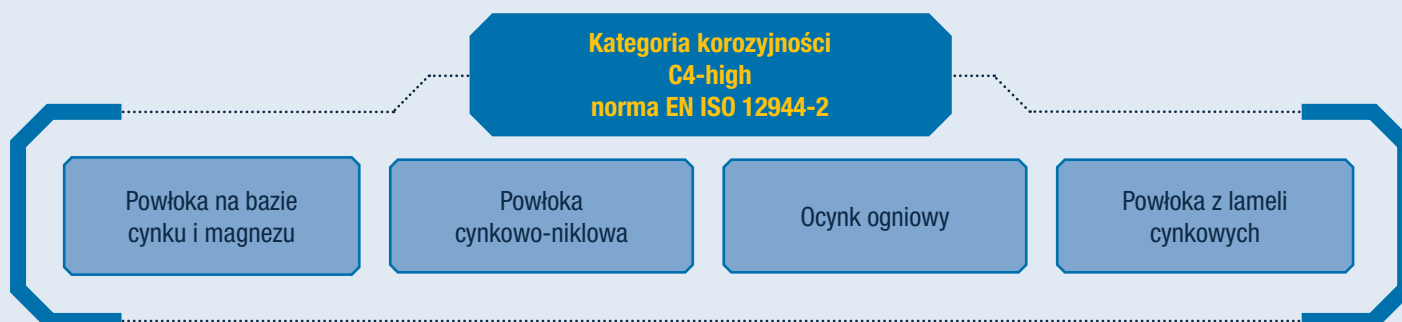 Kategoria korozyjności
C4-high
norma EN ISO 12944-2
Powłoka na bazie
cynku i magnezu
Powłoka
cynkowo-niklowa
Ocynk ogniowy
Powłoka z lameli
cynkowych